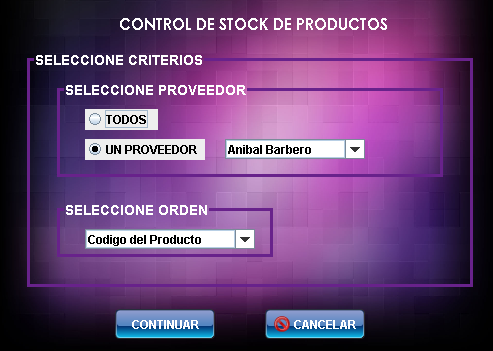 CONTROL DE STOCK DE PRODUCTOS
SELECCIONE CRITERIOS
SELECCIONE PROVEEDOR
TODOS
UN PROVEEDOR Anibal Barbero
SELECCIONE ORDEN
Codigo del Producto
CONTINUAR CANCELAR